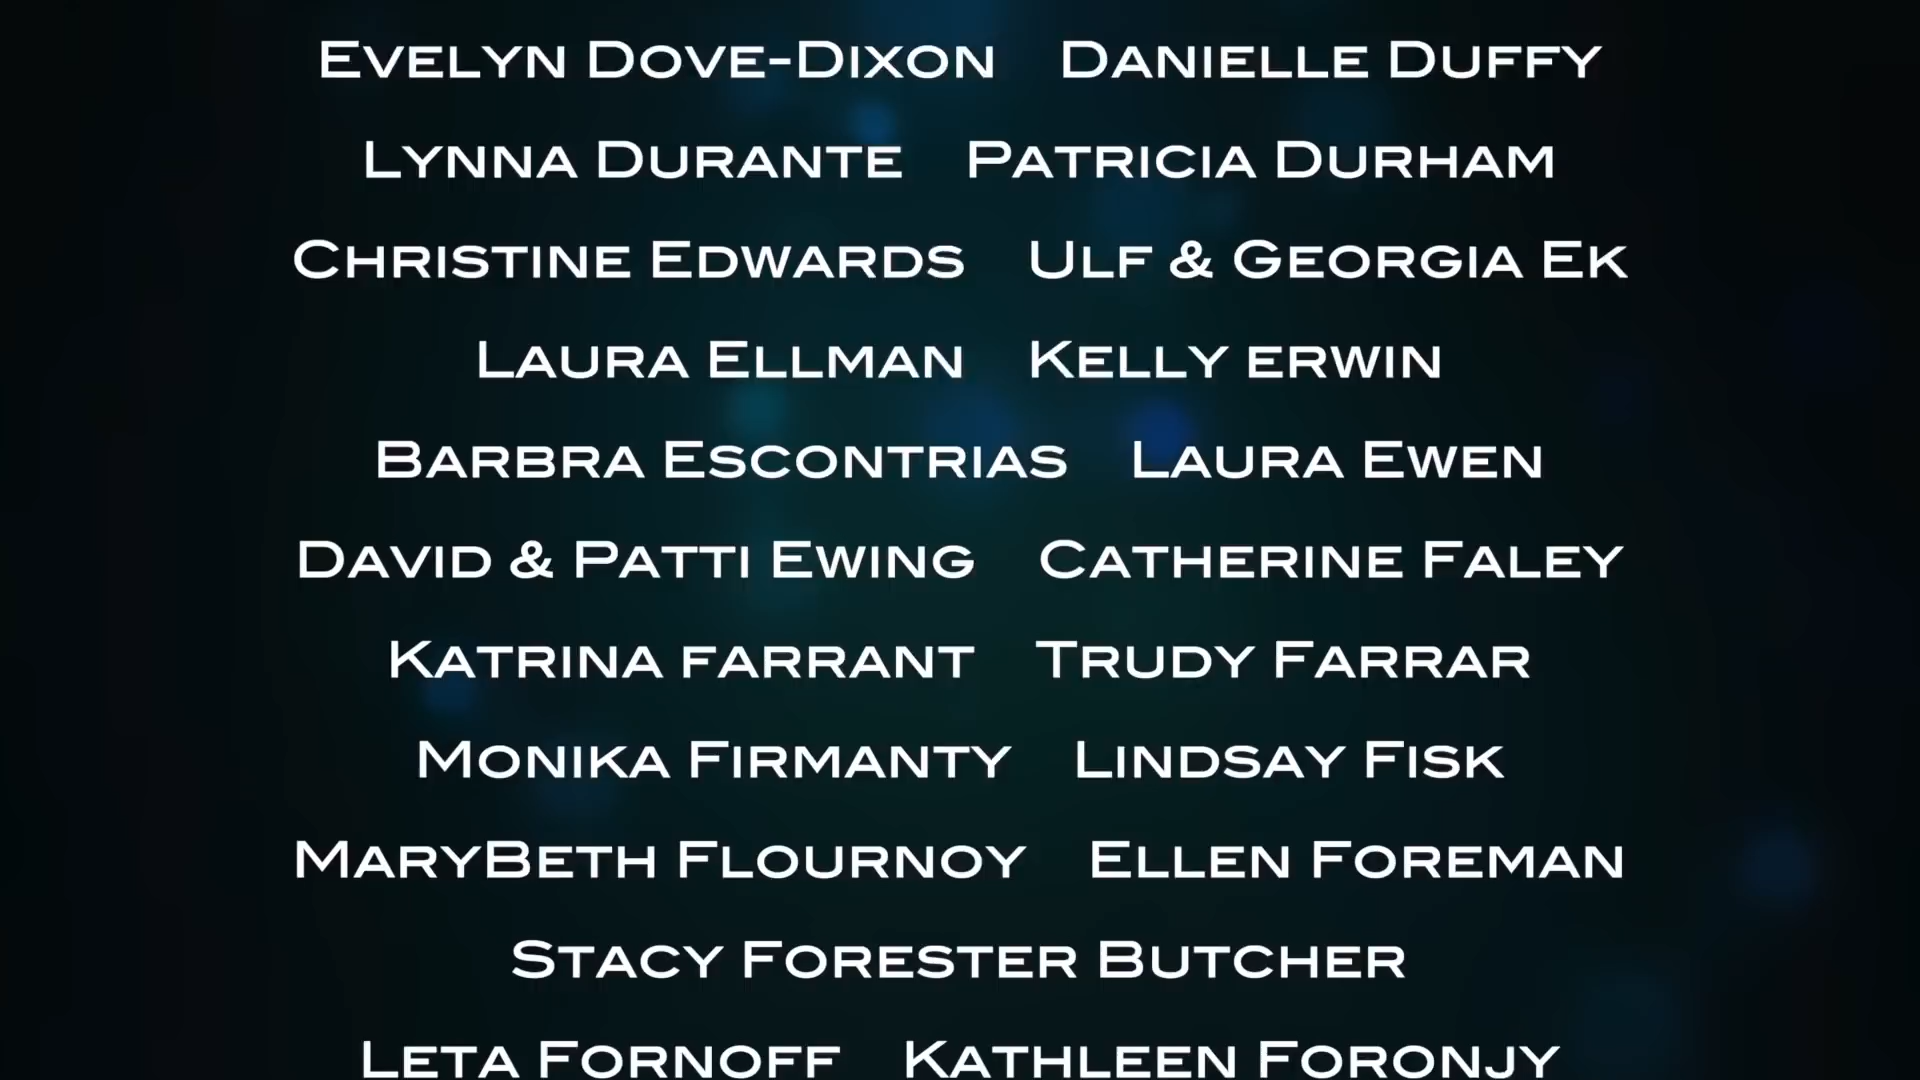 Evelyn Dove-Dixon Danielle Duffy
Lynna Durante Patricia Durham
Christine Edwards Ulf & Georgia Ek
Laura Ellman Kelly erwin
Barbra Escontrias Laura Ewen
David & Patti Ewing Catherine Faley
Katrina farrant Trudy Farrar
Monika Firmanty Lindsay Fisk
MaryBeth Flournoy Ellen Foreman
Stacy Forester Butcher
Leta Fornoff Kathleen Foronjy